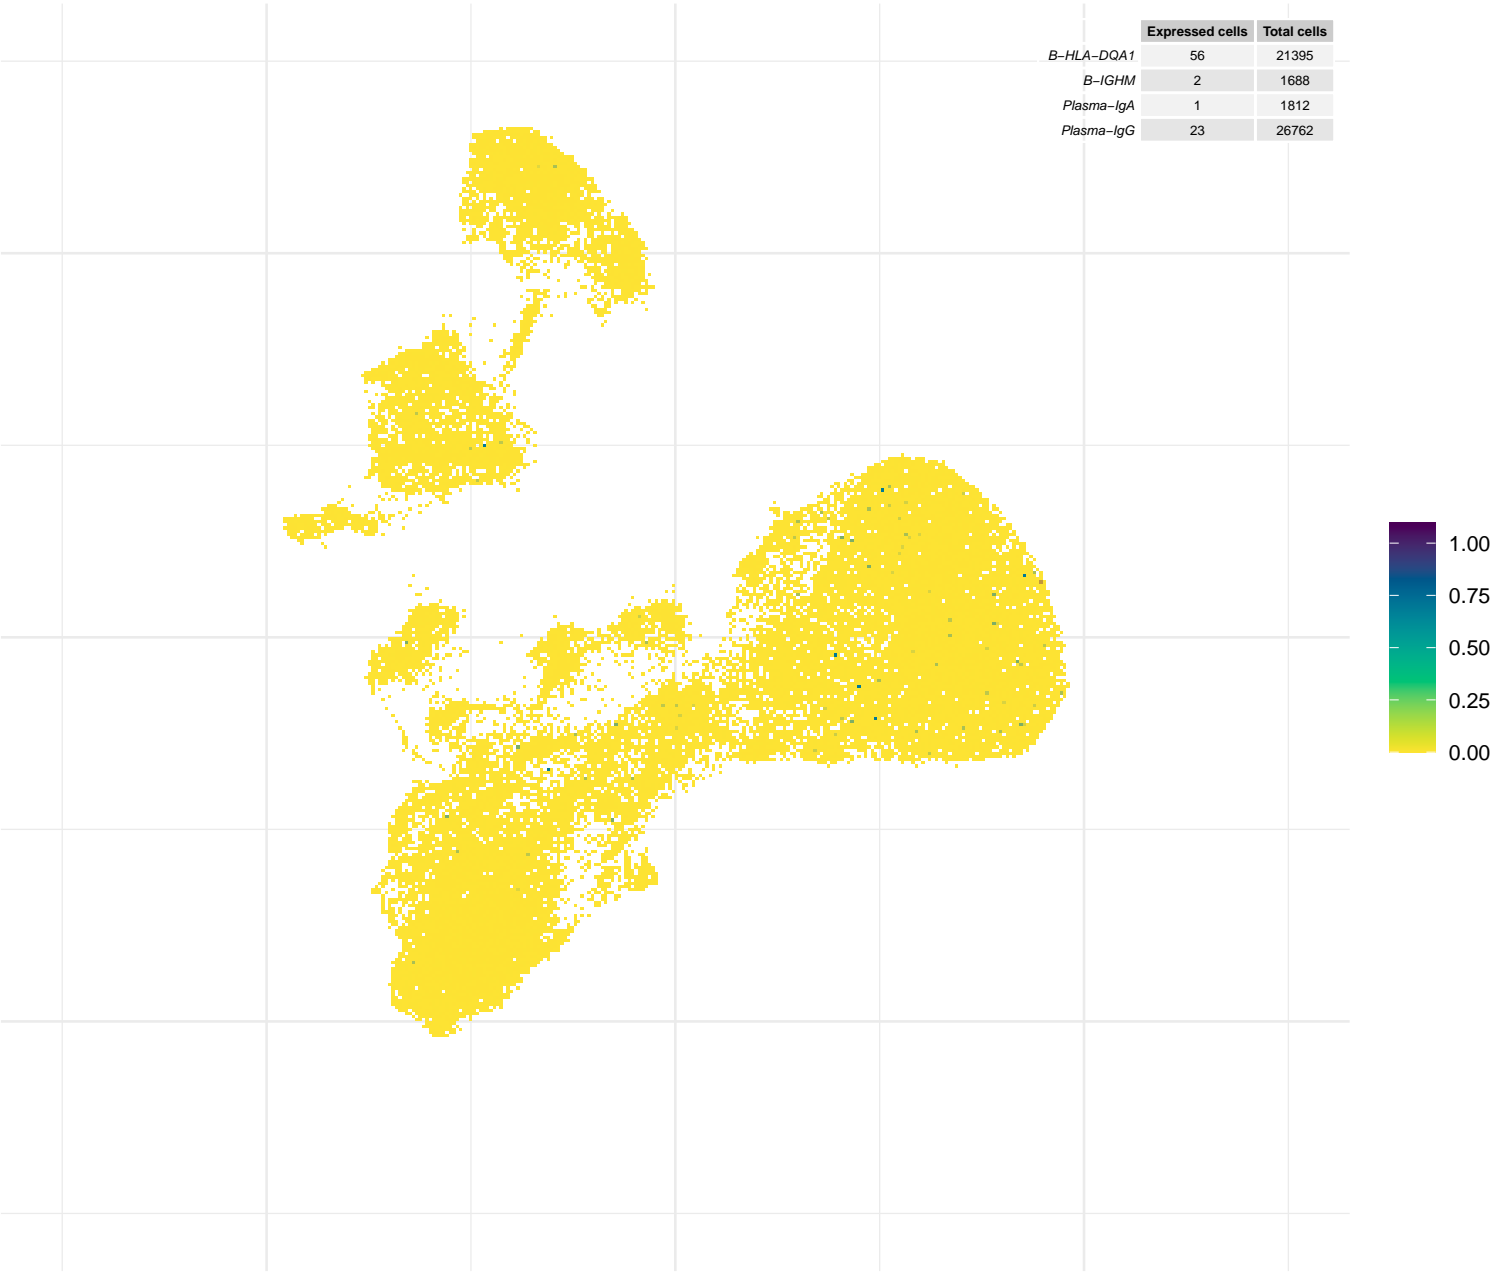 Expressed cells Total cells
B−HLA−DQA1 56 21395
B−IGHM 2 1688
Plasma−IgA 1 1812
Plasma−IgG 23 26762
1.00
0.75
0.50
0.25
0.00